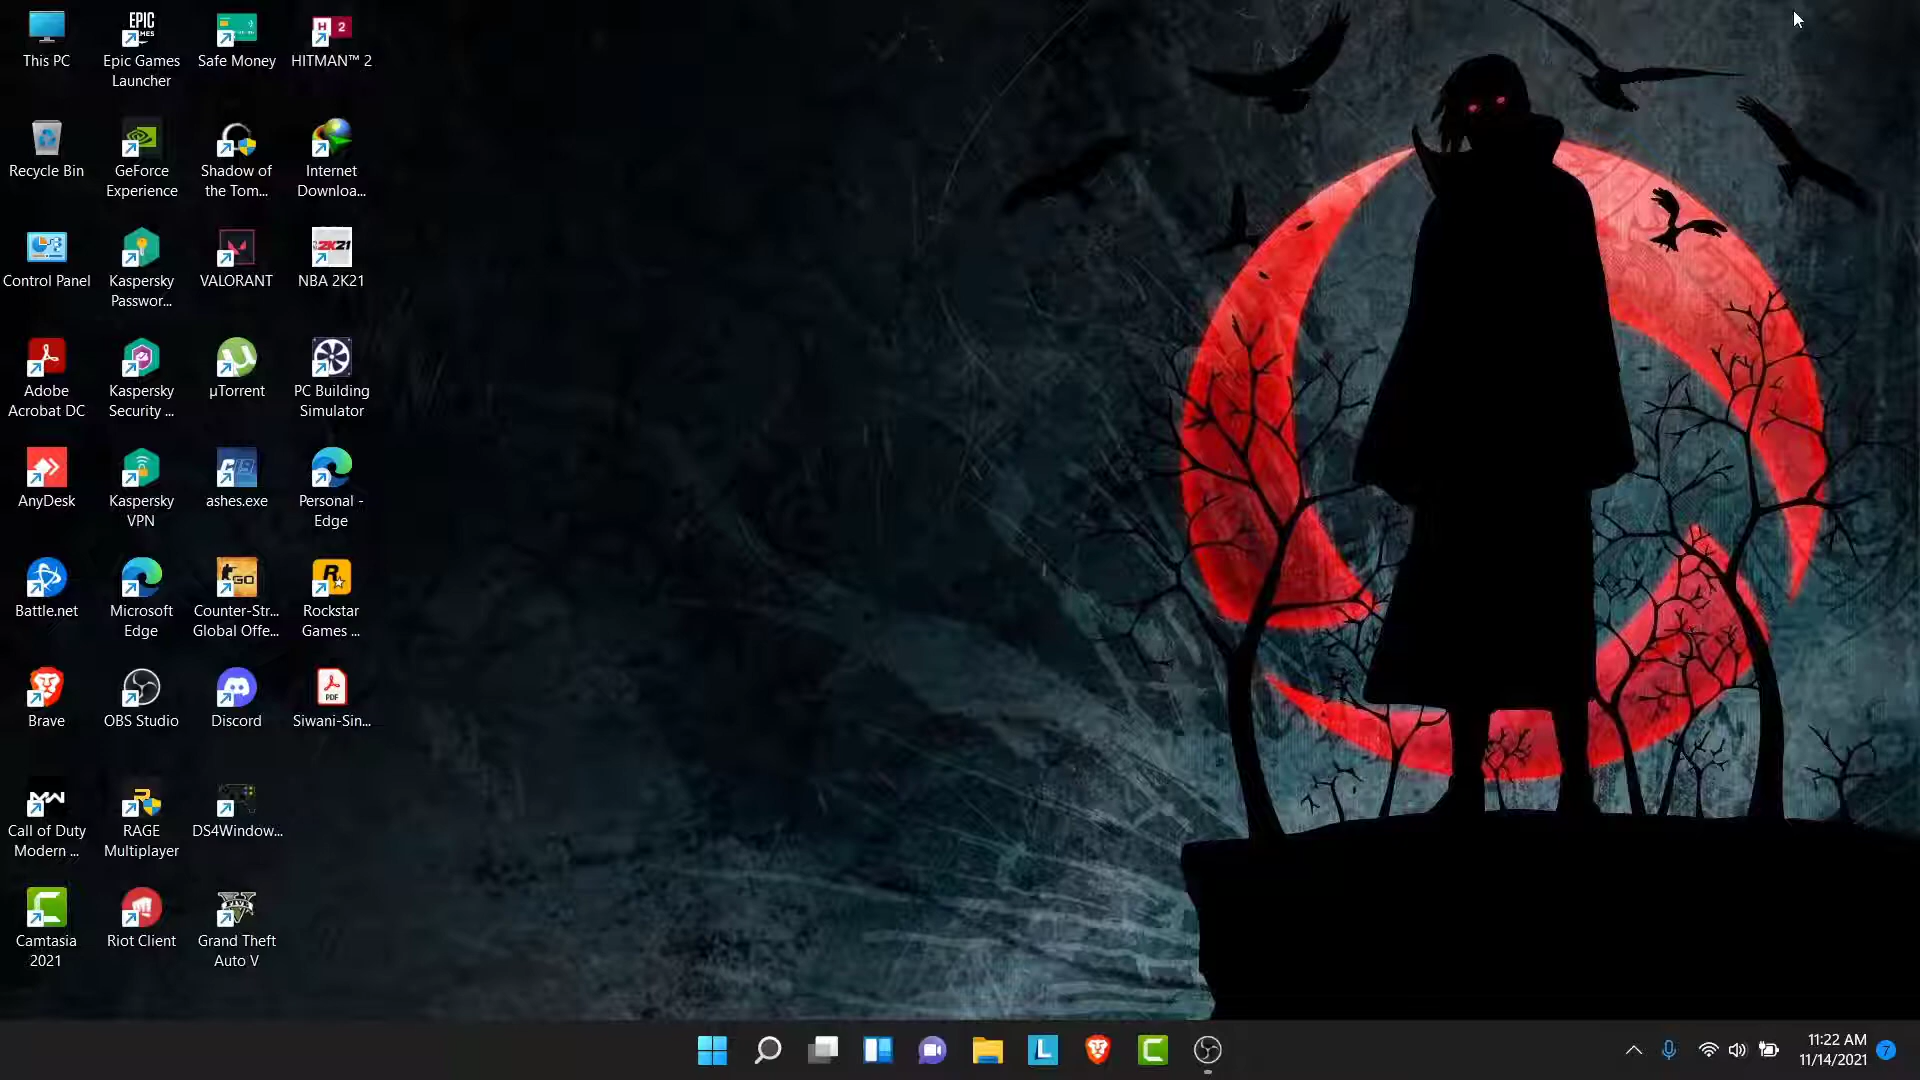 This PC
Epic Games
Launcher
Safe Money
HITMAN™ 2
Recycle Bin
GeForce
Experience
Shadow of
the Tom...
Internet
Downloa...
Control Panel
Kaspersky
Passwor...
VALORANT
NBA 2K21
Adobe
Acrobat DC
Kaspersky
Security ...
µTorrent
PC Building
Simulator
AnyDesk
Kaspersky
VPN
ashes.exe
Personal -
Edge
Battle.net
Microsoft
Edge
Counter-Str...
Global Offe...
Rockstar
Games ...
Brave
OBS Studio
Discord
Siwani-Sin...
Call of Duty
Modern ...
RAGE
Multiplayer
DS4Window...
Camtasia
2021
Riot Client
Grand Theft
Auto V
11:22 AM
11/14/2021
7